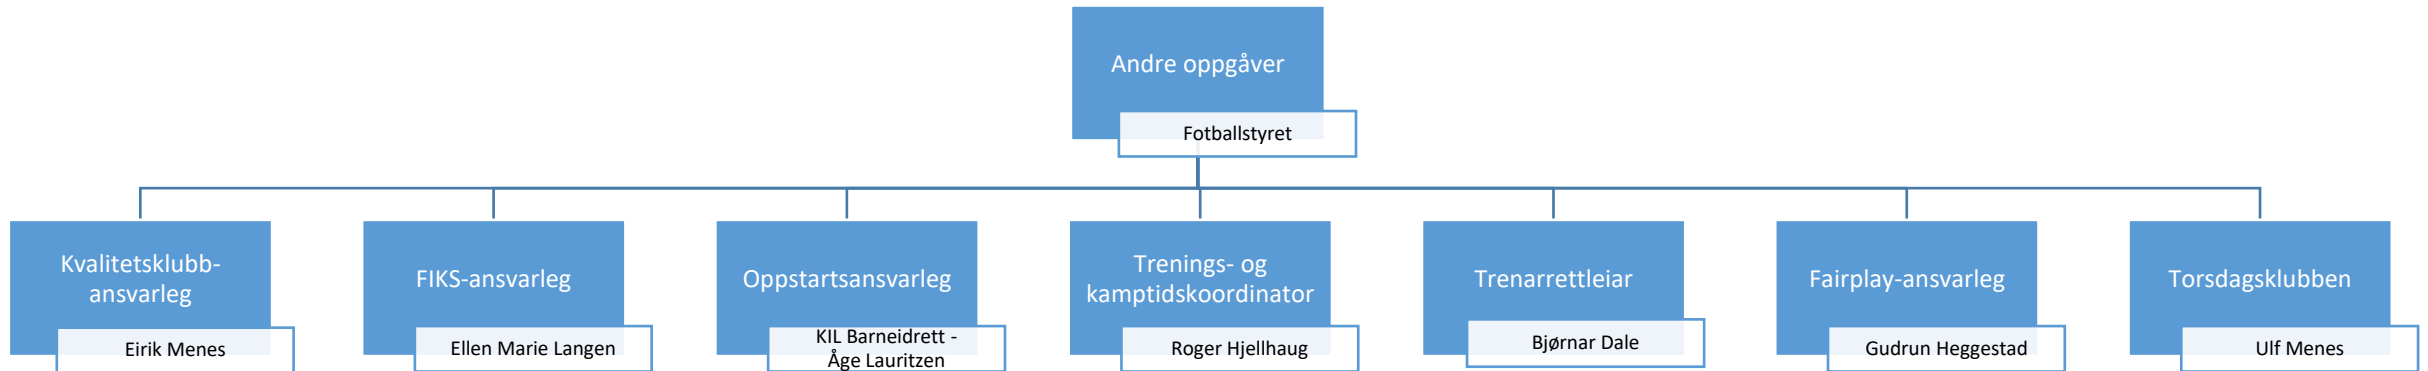 Andre oppgåver
Fotballstyret
Kvalitetsklubb-
ansvarleg
Eirik Menes
FIKS-ansvarleg
Ellen Marie Langen
Oppstartsansvarleg
KIL Barneidrett -
Åge Lauritzen
Trenings- og
kamptidskoordinator
Roger Hjellhaug
Trenarrettleiar
Bjørnar Dale
Fairplay-ansvarleg
Gudrun Heggestad
Torsdagsklubben
Ulf Menes